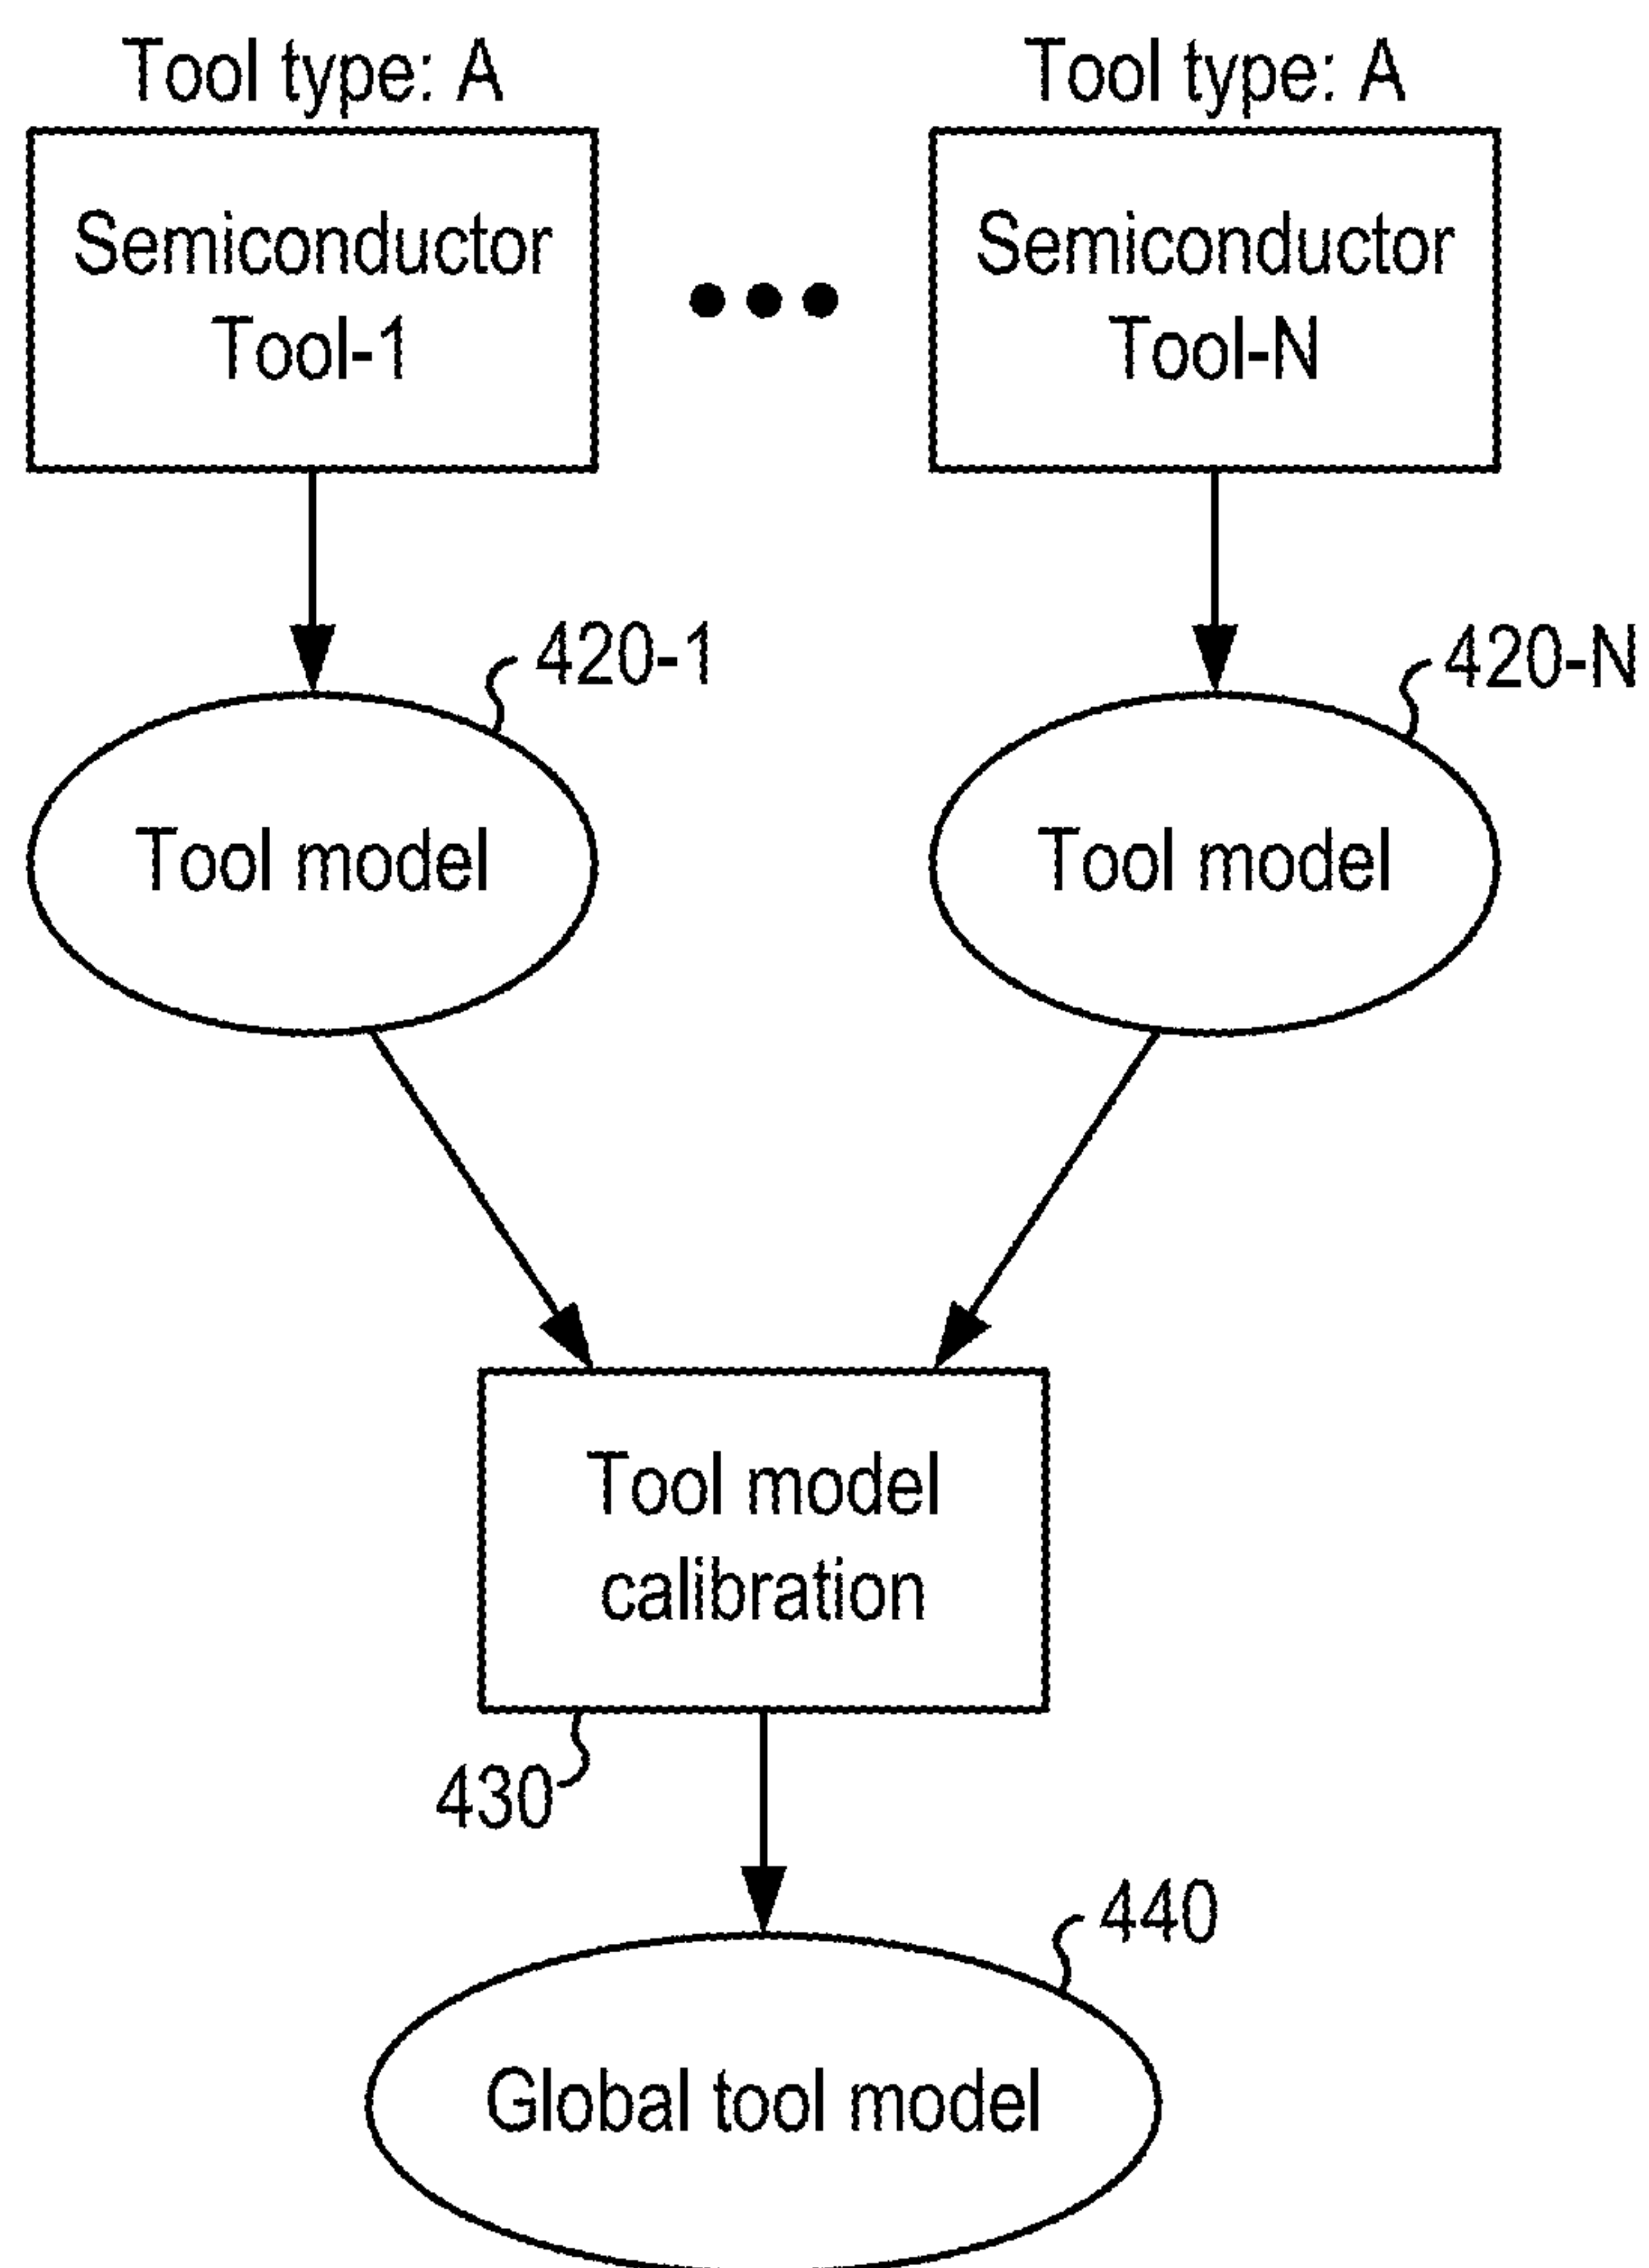 Tool type: A
Tool type: A
Semiconductor
Tool-1
Semiconductor
Tool-N
420-1
420-N
Tool model
Tool model
Tool model
calibration
430
440
Global tool model